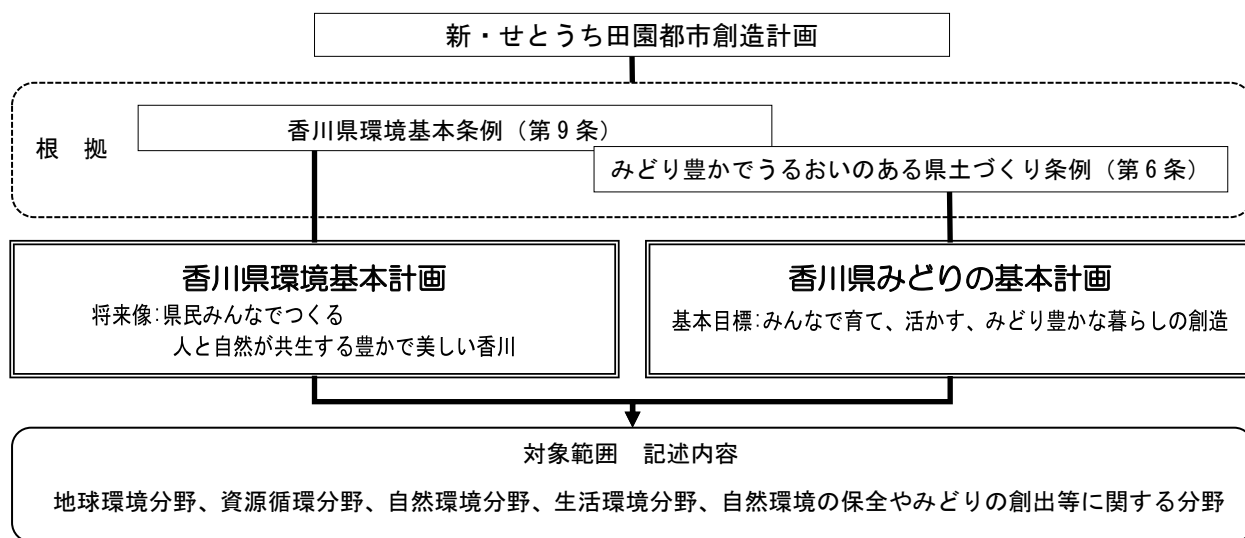 新・せとうち田園都市創造計画
根　拠
香川県環境基本条例（第９条）
みどり豊かでうるおいのある県土づくり条例（第６条）
香川県環境基本計画
将来像：県民みんなでつくる
人と自然が共生する豊かで美しい香川
香川県みどりの基本計画
基本目標：みんなで育て、活かす、みどり豊かな暮らしの創造
対象範囲　記述内容
地球環境分野、資源循環分野、自然環境分野、生活環境分野、自然環境の保全やみどりの創出等に関する分野